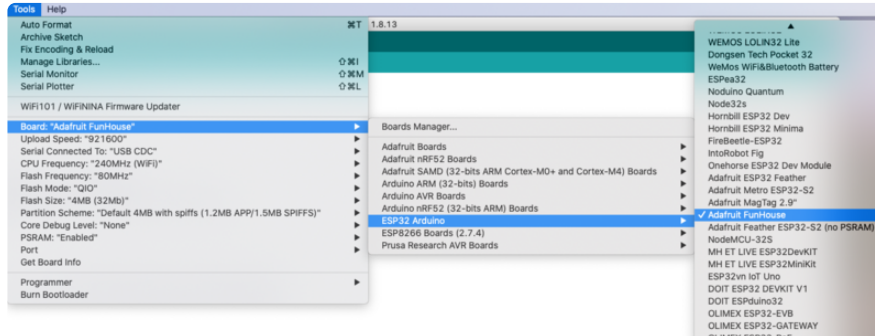 Tools Help
Auto Format ⌘T
Archive Sketch
Fix Encoding & Reload
Manage Libraries... ⇧⌘I
Serial Monitor ⇧⌘M
Serial Plotter ⇧⌘L
WiFi101 / WiFiNINA Firmware Updater
Board: "Adafruit FunHouse"
Upload Speed: "921600"
Serial Connected To: "USB CDC"
CPU Frequency: "240MHz (WiFi)"
Flash Frequency: "80MHz"
Flash Mode: "QIO"
Flash Size: "4MB (32Mb)"
Partition Scheme: "Default 4MB with spiffs (1.2MB APP/1.5MB SPIFFS)"
Core Debug Level: "None"
PSRAM: "Enabled"
Port
Get Board Info
Programmer
Burn Bootloader
1.8.13
Boards Manager...
Adafruit Boards
Adafruit nRF52 Boards
Adafruit SAMD (32-bits ARM Cortex-M0+ and Cortex-M4) Boards
Arduino ARM (32-bits) Boards
Arduino AVR Boards
Arduino nRF52 (32-bits ARM) Boards
ESP32 Arduino
ESP8266 Boards (2.7.4)
Prusa Research AVR Boards
WEMOS LOLIN32 Lite
Dongsen Tech Pocket 32
WeMos WiFi&Bluetooth Battery
ESPea32
Noduino Quantum
Node32s
Hornbill ESP32 Dev
Hornbill ESP32 Minima
FireBeetle-ESP32
IntoRobot Fig
Onehorse ESP32 Dev Module
Adafruit ESP32 Feather
Adafruit Metro ESP32-S2
Adafruit MagTag 2.9"
✓ Adafruit FunHouse
Adafruit Feather ESP32-S2 (no PSRAM)
NodeMCU-32S
MH ET LIVE ESP32DevKIT
MH ET LIVE ESP32MiniKit
ESP32vn IoT Uno
DOIT ESP32 DEVKIT V1
DOIT ESPduino32
OLIMEX ESP32-EVB
OLIMEX ESP32-GATEWAY